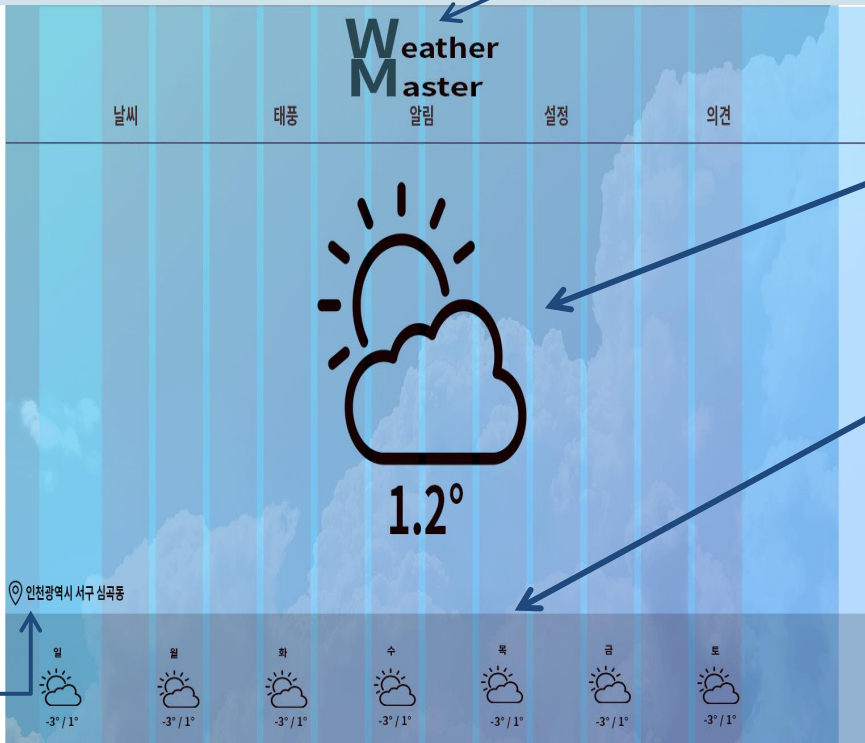 Weather
Master
날씨 태풍 알림 설정 의견
1.2°
인천광역시 서구 심곡동
일 월 화 수 목 금 토
-3° / 1° -3° / 1° -3° / 1° -3° / 1° -3° / 1° -3° / 1° -3° / 1°